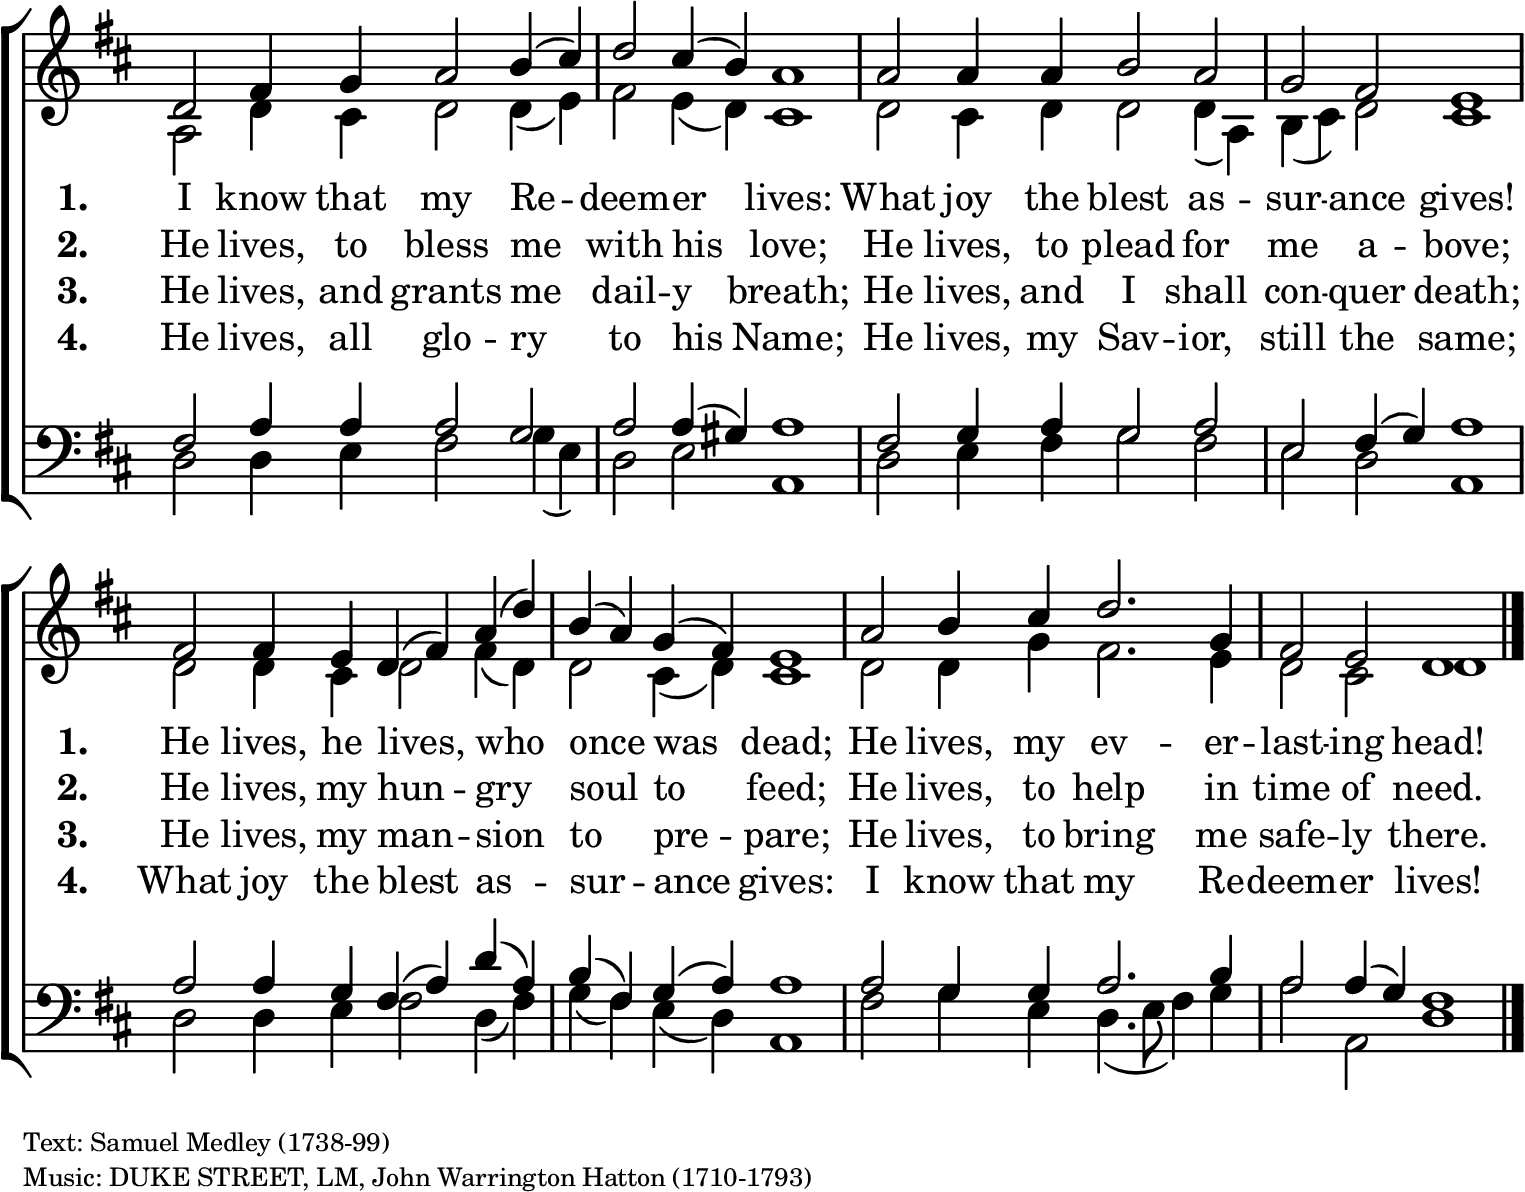 1. I know that my Re - deemer lives: What joy the blest as - sur - ance gives!
2. He lives, to bless me with his love; He lives, to plead for me a - bove;
3. He lives, and grants me dail - y breath; He lives, and I shall con - quer death;
4. He lives, all glo - ry to his Name; He lives, my Sav - ior, still the same;
1. He lives, he lives, who once was dead; He lives, my ev - er - last - ing head!
2. He lives, my hun - gry soul to feed; He lives, to help in time of need.
3. He lives, my man - sion to pre - pare; He lives, to bring me safe - ly there.
4. What joy the blest as - sur - ance gives: I know that my Redeemer lives!
Text: Samuel Medley (1738-99)
Music: DUKE STREET, LM, John Warrington Hatton (1710-1793)